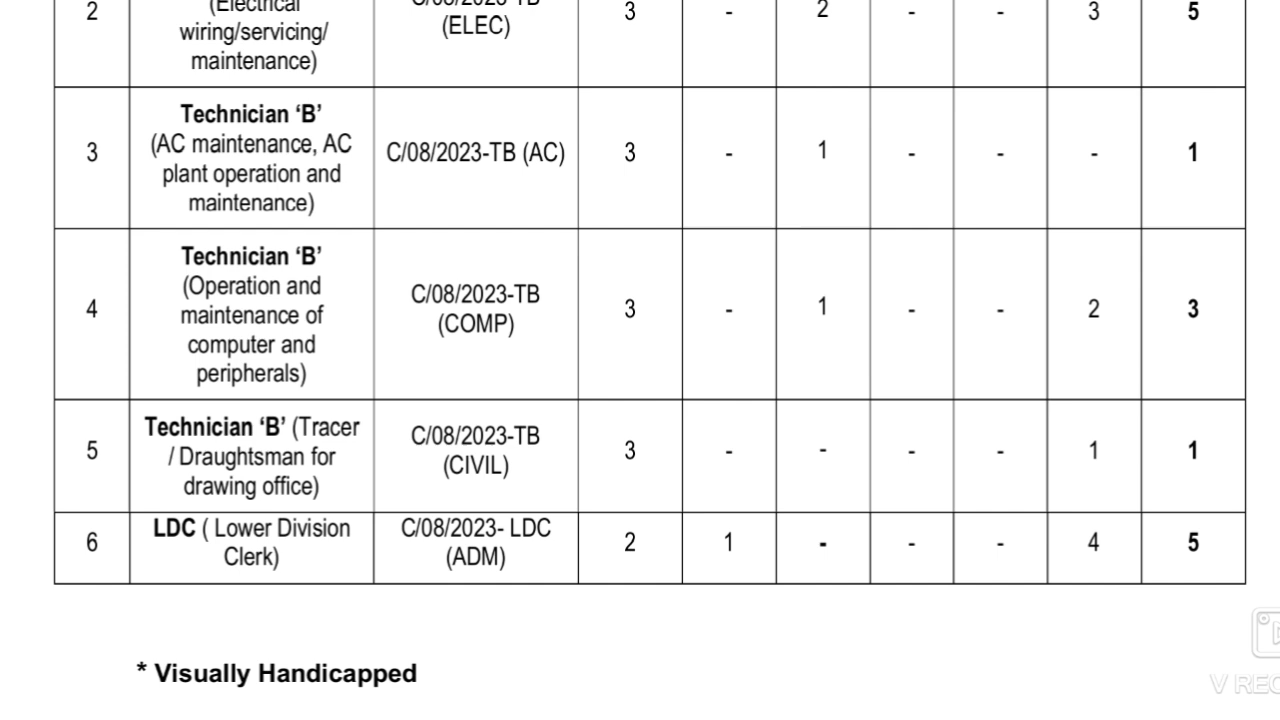 2 (Electrical wiring/servicing/ maintenance) (ELEC) 3 - 2 - - 3 5
3 Technician ‘B’ (AC maintenance, AC plant operation and maintenance) C/08/2023-TB (AC) 3 - 1 - - - 1
4 Technician ‘B’ (Operation and maintenance of computer and peripherals) C/08/2023-TB (COMP) 3 - 1 - - 2 3
5 Technician ‘B’ (Tracer / Draughtsman for drawing office) C/08/2023-TB (CIVIL) 3 - - - - 1 1
6 LDC ( Lower Division Clerk) C/08/2023- LDC (ADM) 2 1 - - - 4 5
* Visually Handicapped
V REC